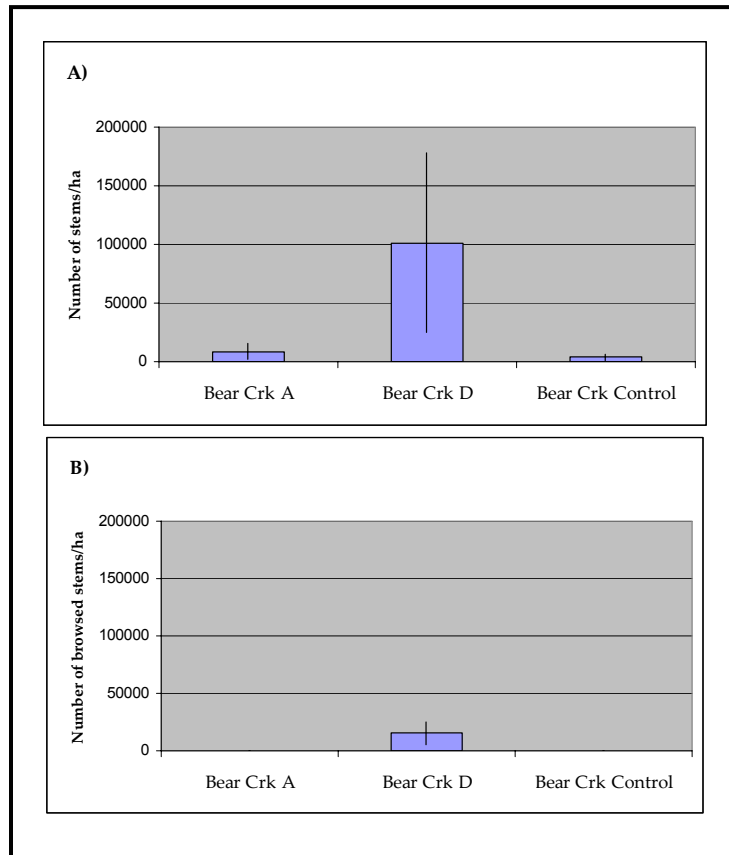 A)
Number of stems/ha
200000
150000
100000
50000
0
Bear Crk A Bear Crk D Bear Crk Control
B)
Number of browsed stems/ha
200000
150000
100000
50000
0
Bear Crk A Bear Crk D Bear Crk Control